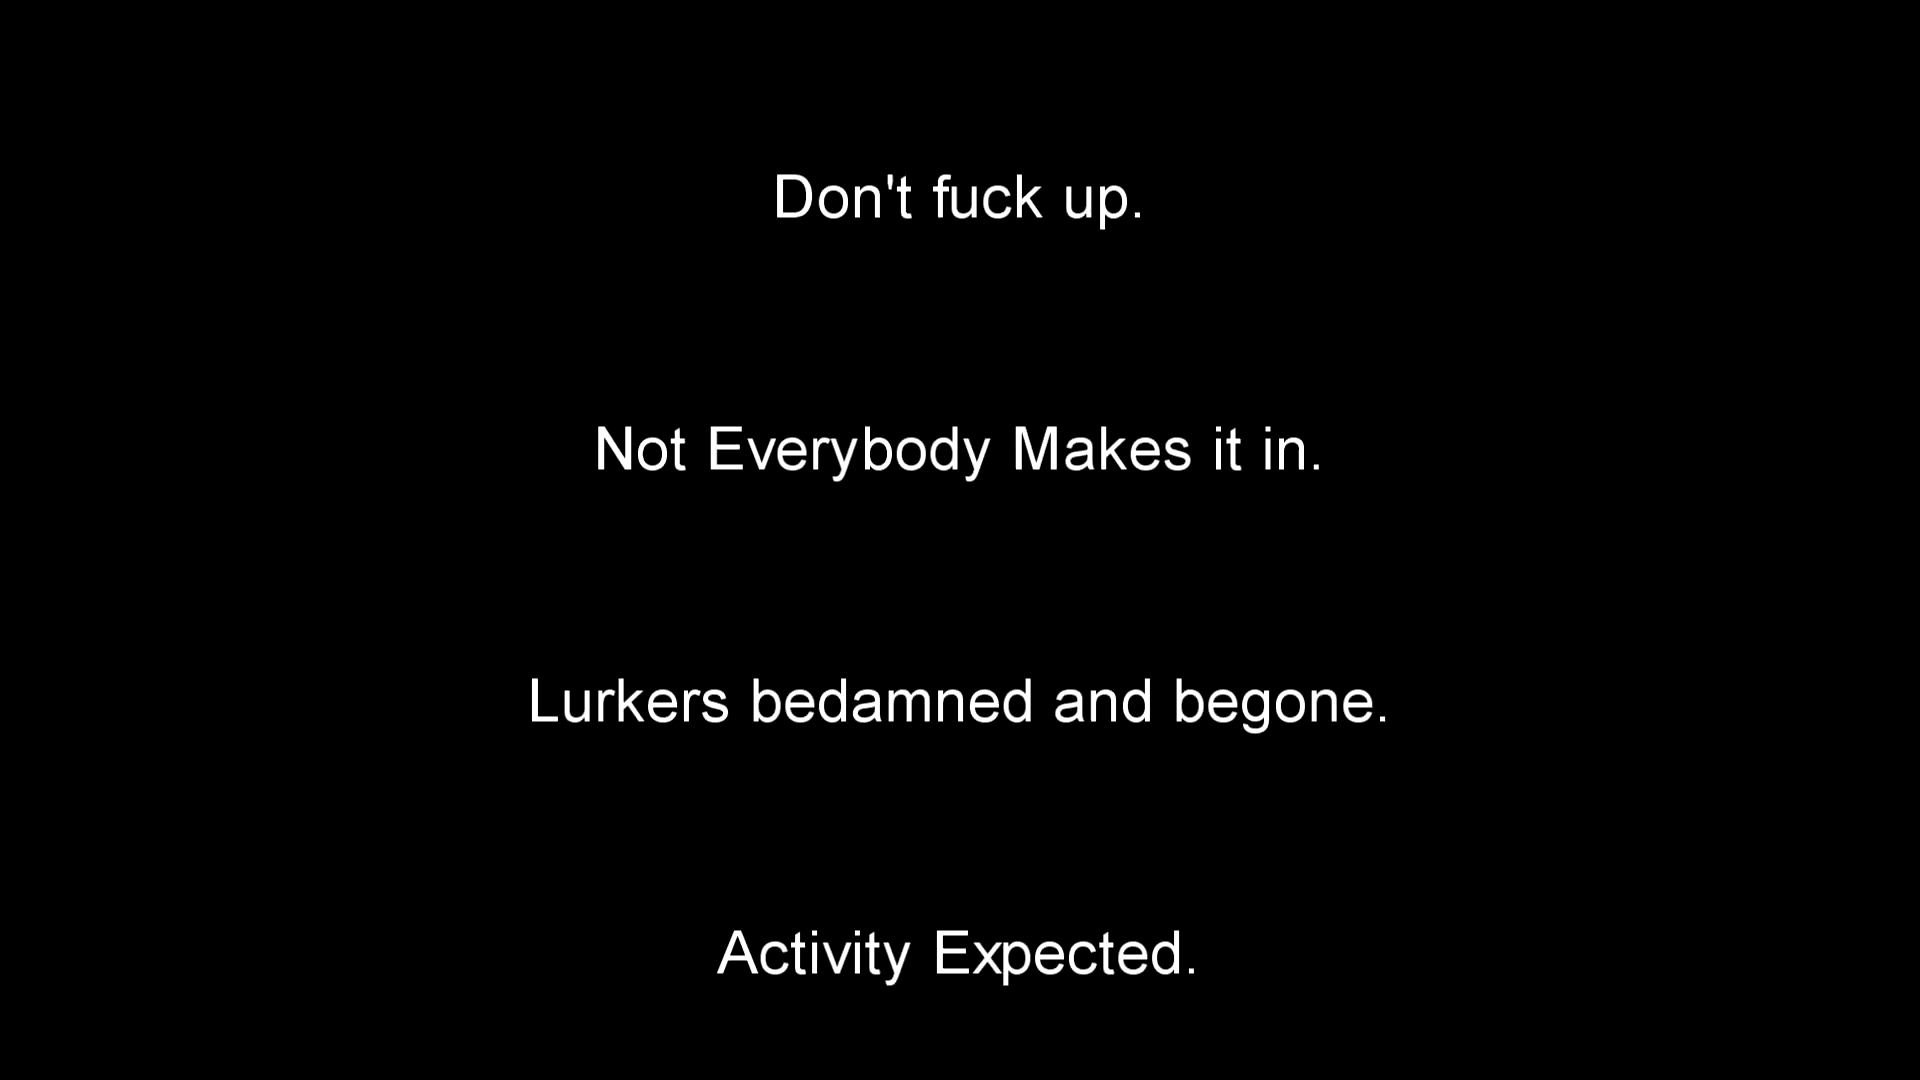 Don't fuck up.
Not Everybody Makes it in.
Lurkers bedamned and begone.
Activity Expected.